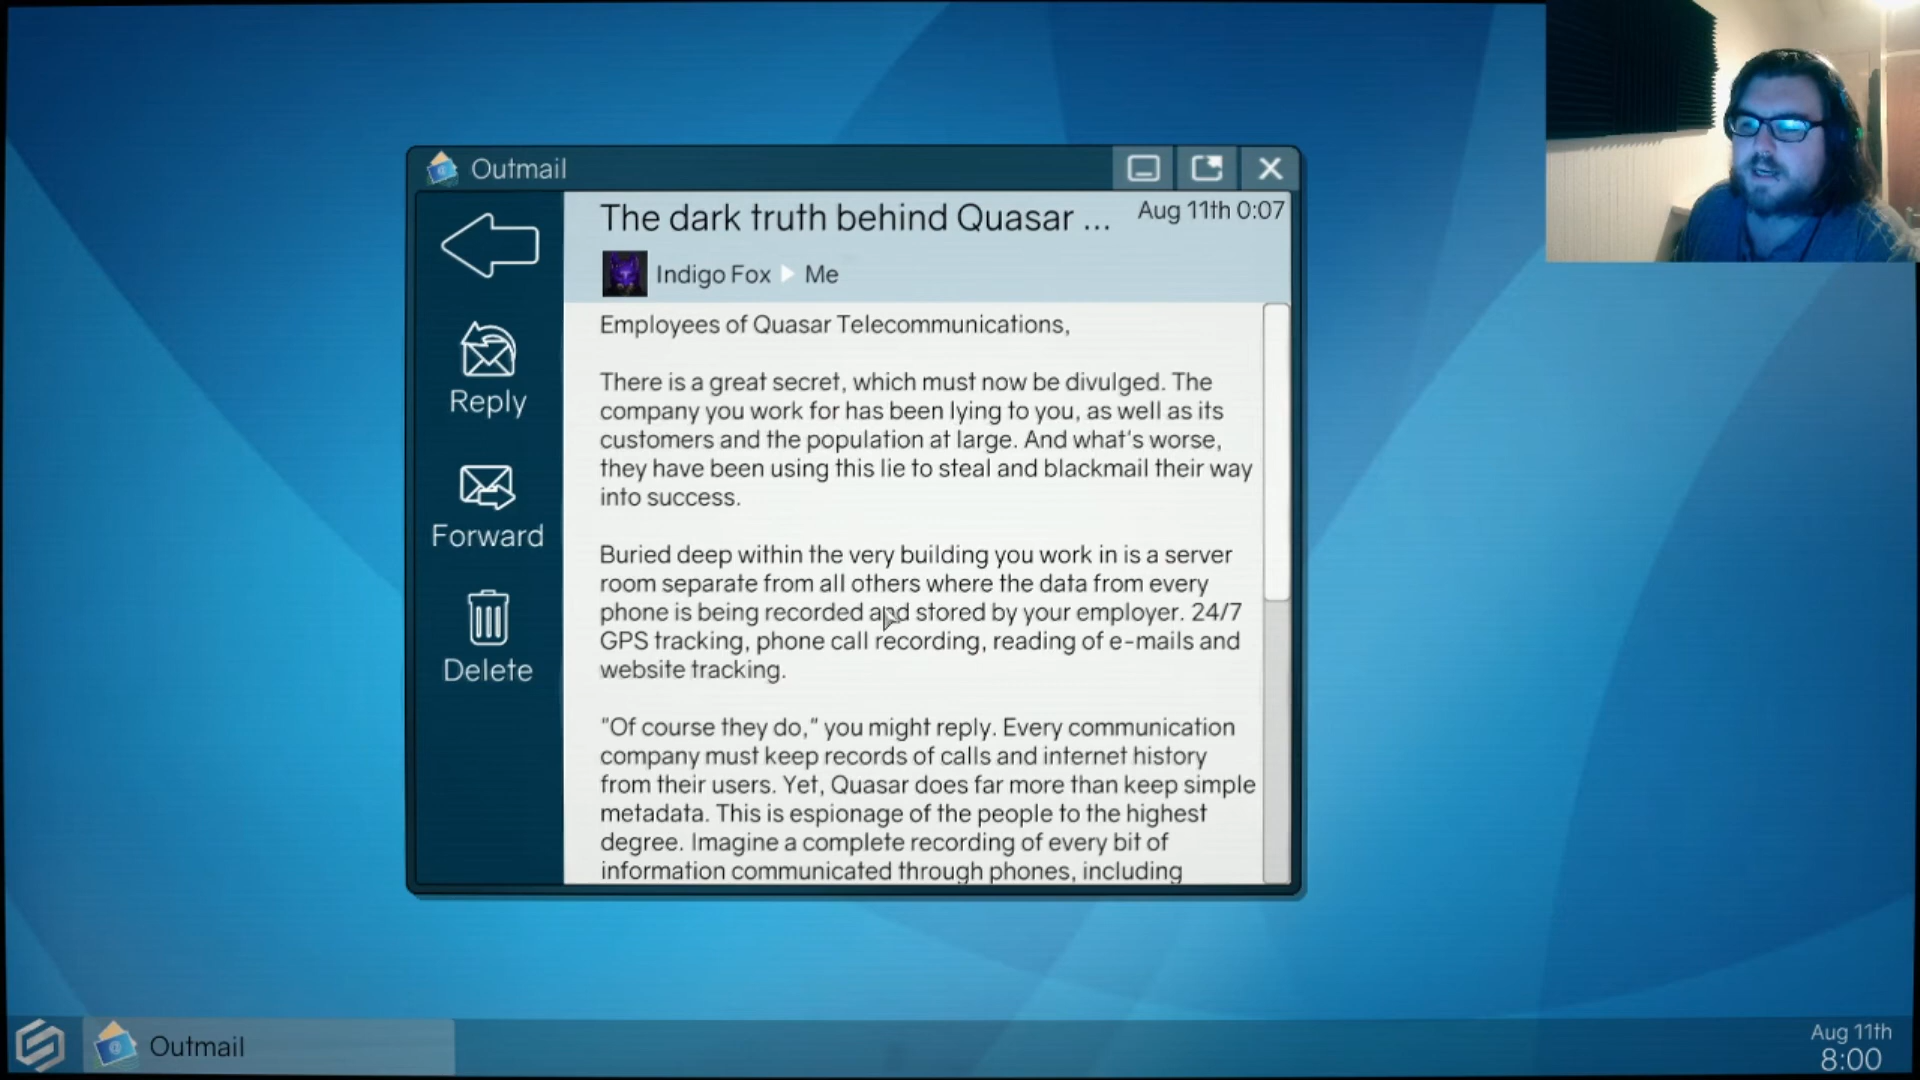 Outmail
The dark truth behind Quasar ...
Aug 11th 0:07
Indigo Fox
Me
Reply
Forward
Delete
Employees of Quasar Telecommunications,
There is a great secret, which must now be divulged. The
company you work for has been lying to you, as well as its
customers and the population at large. And what's worse,
they have been using this lie to steal and blackmail their way
into success.
Buried deep within the very building you work in is a server
room separate from all others where the data from every
phone is being recorded and stored by your employer. 24/7
GPS tracking, phone call recording, reading of e-mails and
website tracking.
"Of course they do," you might reply. Every communication
company must keep records of calls and internet history
from their users. Yet, Quasar does far more than keep simple
metadata. This is espionage of the people to the highest
degree. Imagine a complete recording of every bit of
information communicated through phones, including
Outmail
Aug 11th
8:00